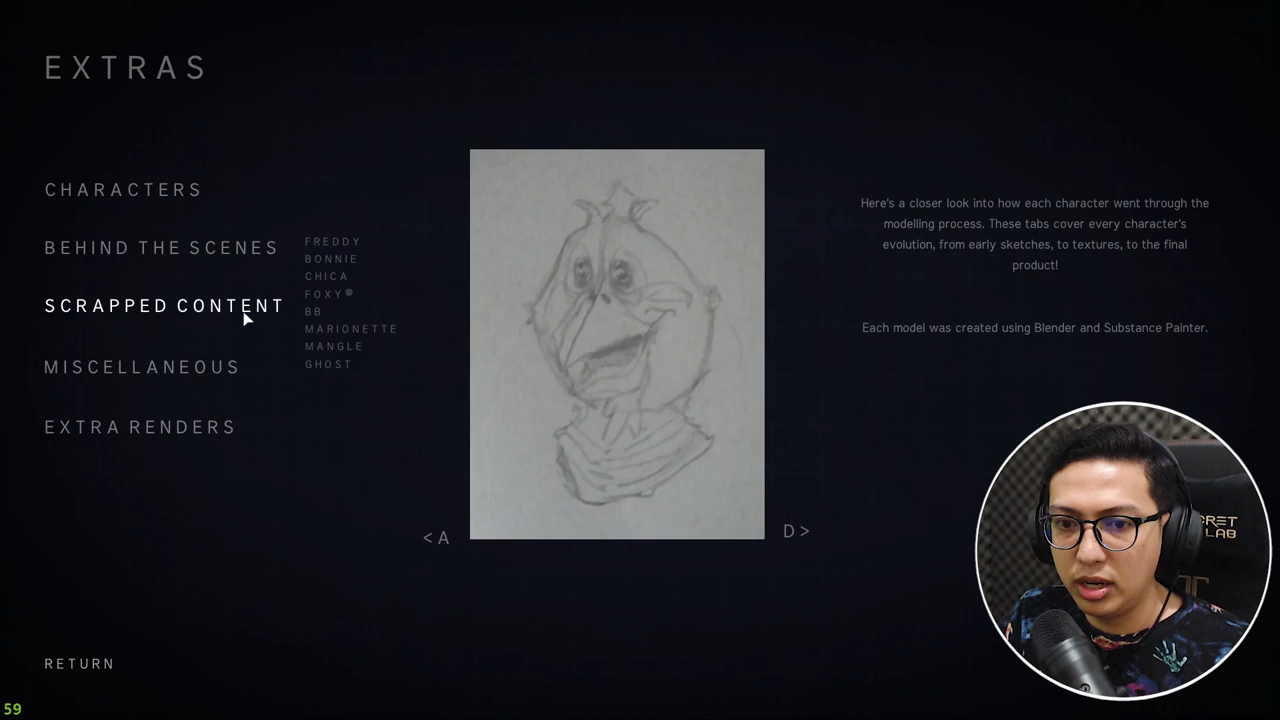 EXTRAS
CHARACTERS
BEHIND THE SCENES
SCRAPPED CONTENT
MISCELLANEOUS
EXTRA RENDERS
RETURN
FREDDY
BONNIE
CHICA
FOXY
BB
MARIONETTE
MANGLE
GHOST
< A
D >
Here's a closer look into how each character went through the
modelling process. These tabs cover every character's
evolution, from early sketches, to textures, to the final
product!
Each model was created using Blender and Substance Painter.
CRET
LAB
59